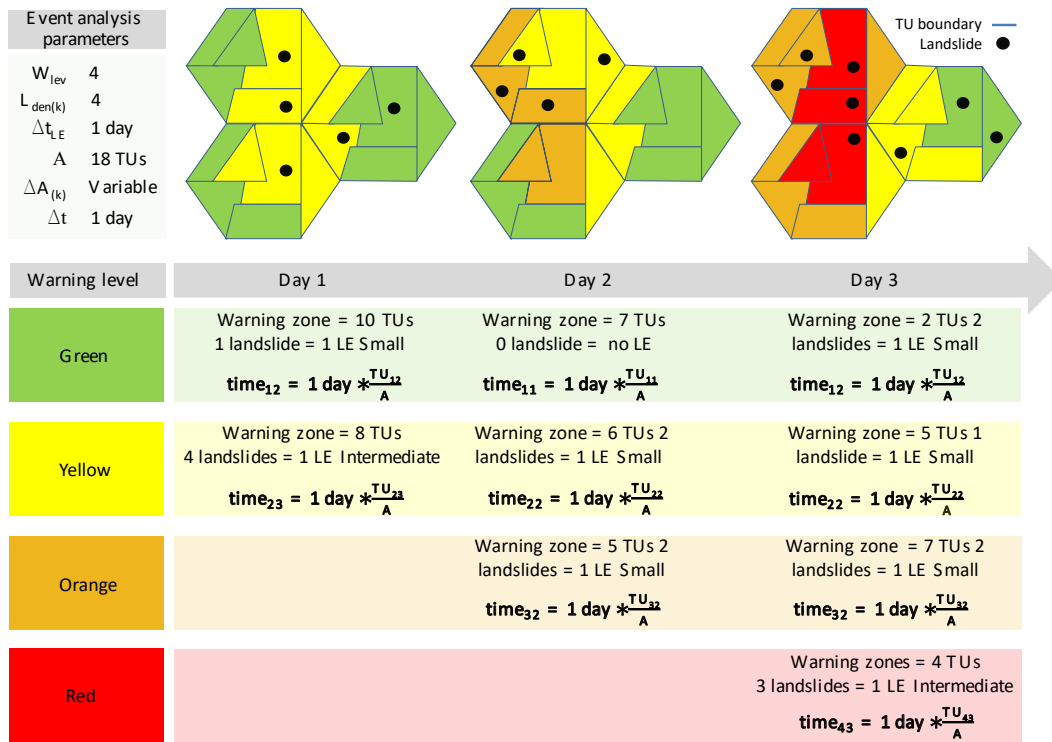 Event analysis
parameters
W_lev 4
L_den(k) 4
Δt_LE 1 day
A 18 TUs
ΔA_(k) Variable
Δt 1 day
TU boundary
Landslide
Warning level
Day 1
Day 2
Day 3
Green
Warning zone = 10 TUs
1 landslide = 1 LE Small
time₁₂ = 1 day * TU₁₂/A
Warning zone = 7 TUs
0 landslide = no LE
time₁₁ = 1 day * TU₁₁/A
Warning zone = 2 TUs 2
landslides = 1 LE Small
time₁₂ = 1 day * TU₁₂/A
Yellow
Warning zone = 8 TUs
4 landslides = 1 LE Intermediate
time₂₃ = 1 day * TU₂₃/A
Warning zone = 6 TUs 2
landslides = 1 LE Small
time₂₂ = 1 day * TU₂₂/A
Warning zone = 5 TUs 1
landslide = 1 LE Small
time₂₂ = 1 day * TU₂₂/A
Orange
Warning zone = 5 TUs 2
landslides = 1 LE Small
time₃₂ = 1 day * TU₃₂/A
Warning zone = 7 TUs 2
landslides = 1 LE Small
time₃₂ = 1 day * TU₃₂/A
Red
Warning zones = 4 TUs
3 landslides = 1 LE Intermediate
time₄₃ = 1 day * TU₄₃/A